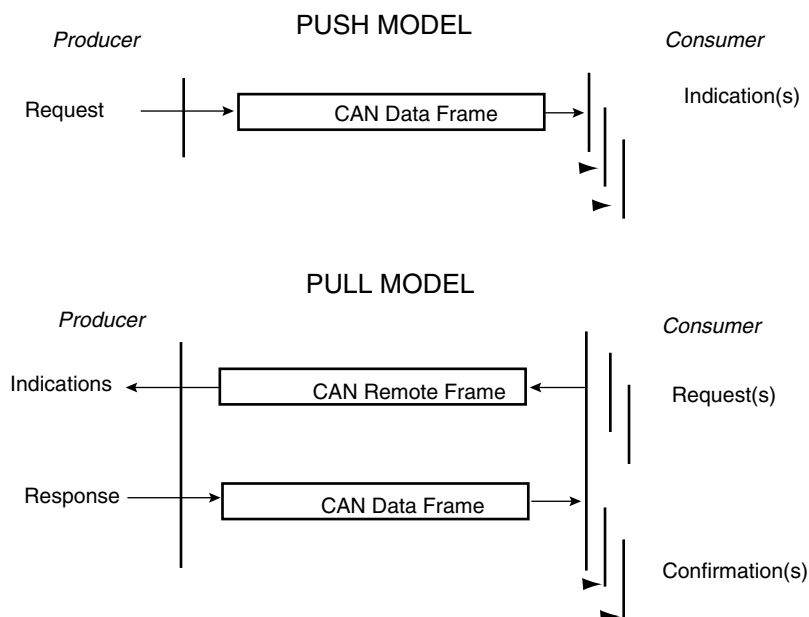 PUSH MODEL
Producer
Consumer
Request
CAN Data Frame
Indication(s)
PULL MODEL
Producer
Consumer
Indications
CAN Remote Frame
Request(s)
Response
CAN Data Frame
Confirmation(s)